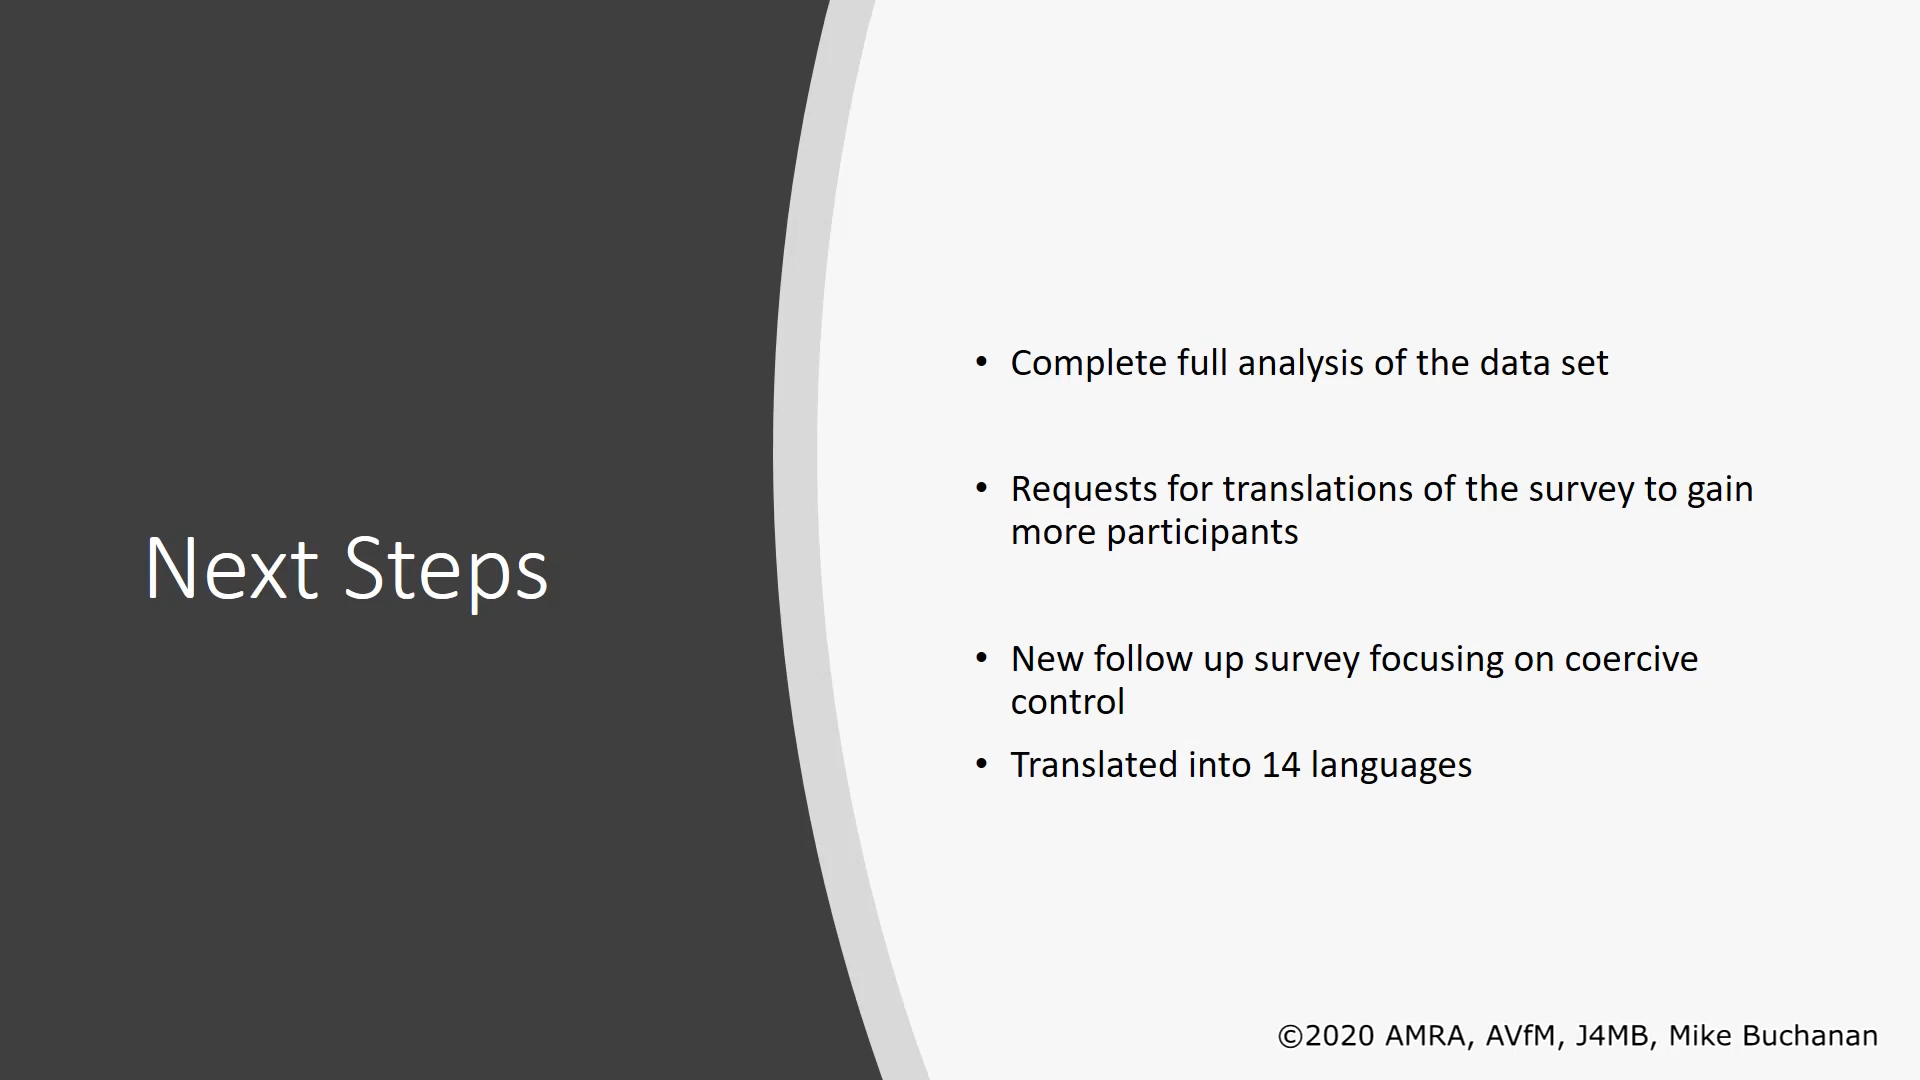 Next Steps
• Complete full analysis of the data set
• Requests for translations of the survey to gain
more participants
• New follow up survey focusing on coercive
control
• Translated into 14 languages
©2020 AMRA, AVfM, J4MB, Mike Buchanan